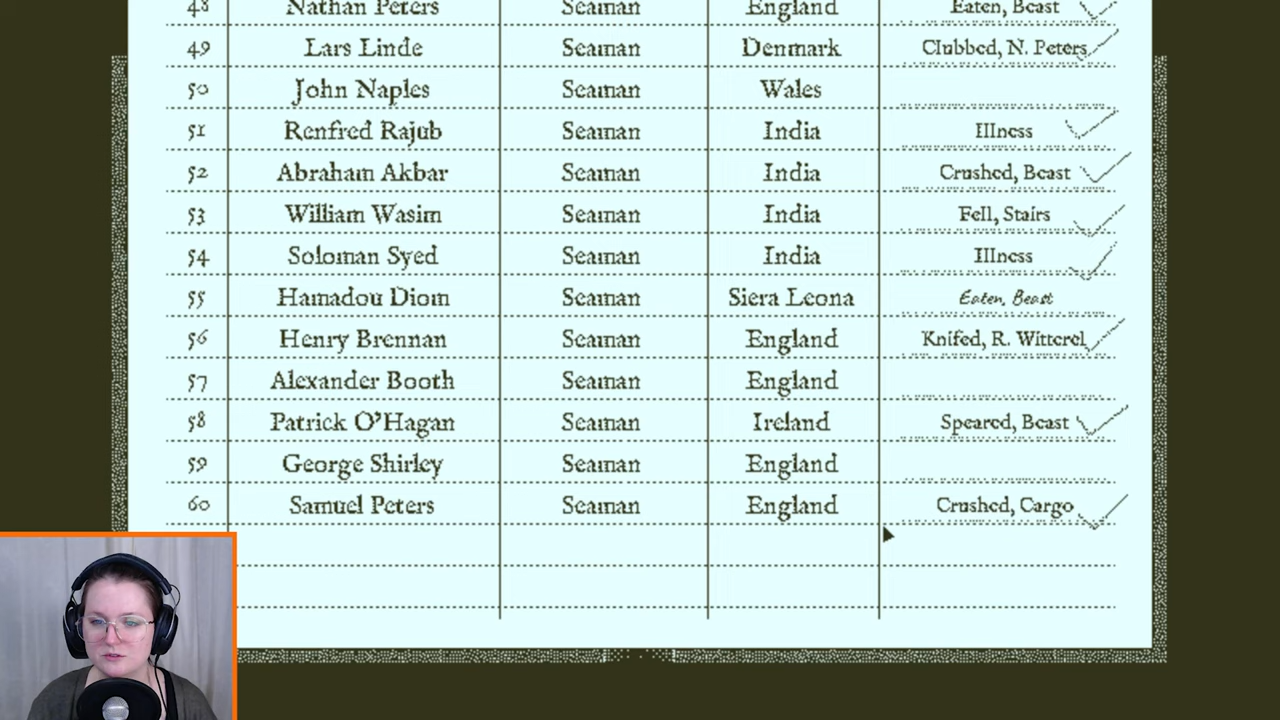 48 Nathan Peters Seaman England Eaten, Beast
49 Lars Linde Seaman Denmark Clubbed, N. Peters
50 John Naples Seaman Wales
51 Renfred Rajub Seaman India Illness
52 Abraham Akbar Seaman India Crushed, Beast
53 William Wasim Seaman India Fell, Stairs
54 Soloman Syed Seaman India Illness
55 Hamadou Diom Seaman Siera Leona Eaten, Beast
56 Henry Brennan Seaman England Knifed, R. Witterel
57 Alexander Booth Seaman England
58 Patrick O'Hagan Seaman Ireland Speared, Beast
59 George Shirley Seaman England
60 Samuel Peters Seaman England Crushed, Cargo